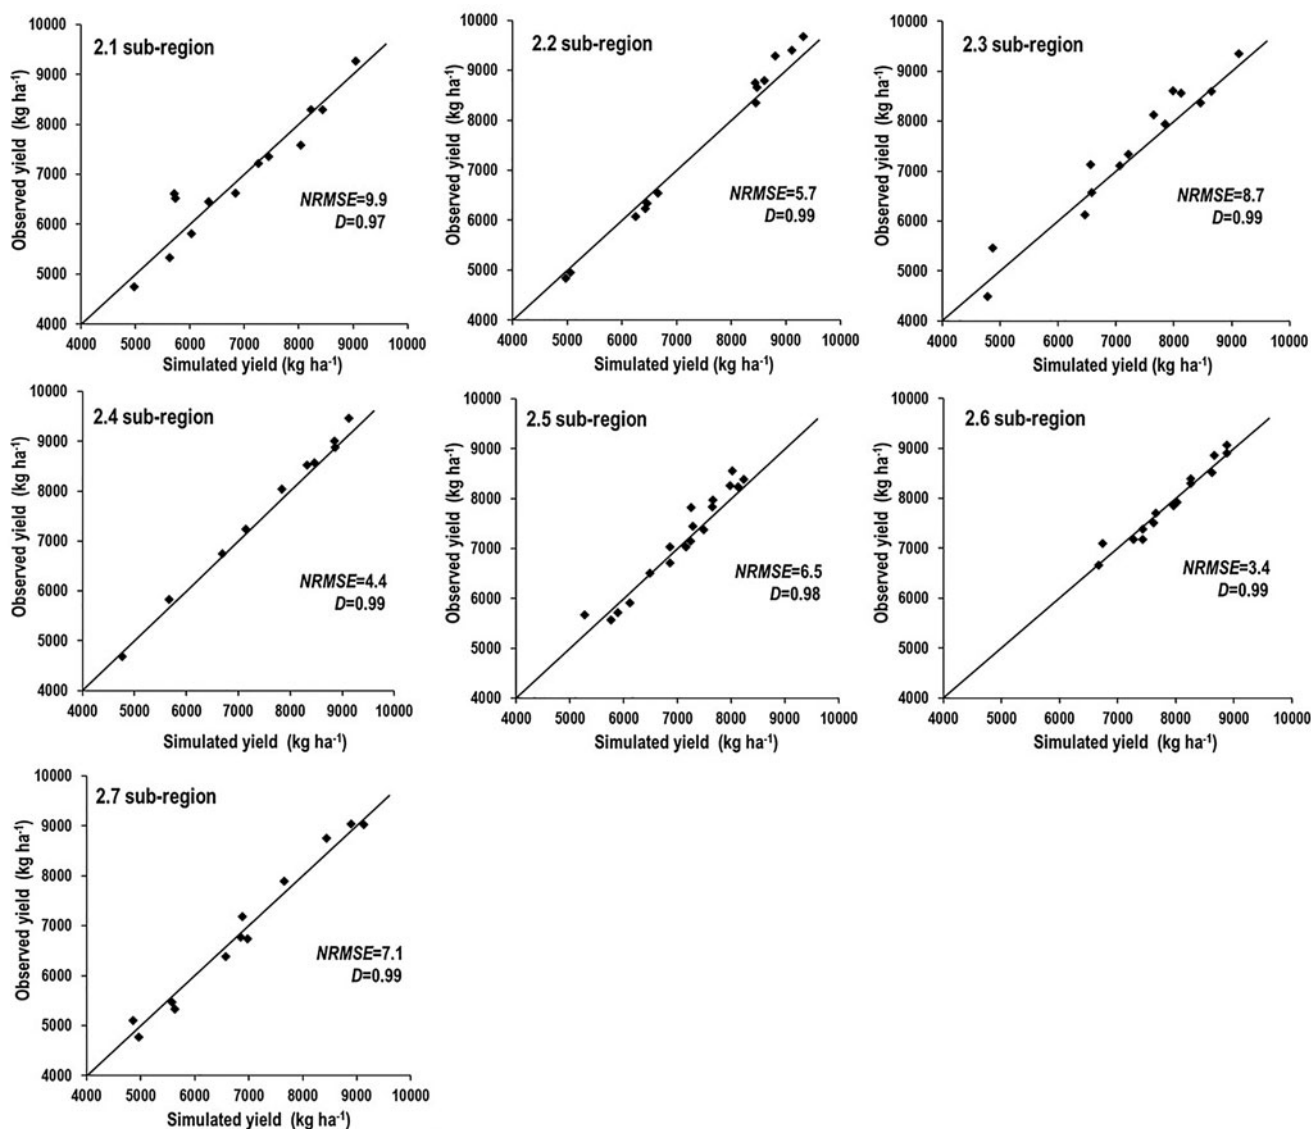 2.1 sub-region
Observed yield (kg ha⁻¹)
10000
9000
8000
7000
6000
5000
4000
NRMSE=9.9
D=0.97
4000 5000 6000 7000 8000 9000 10000
Simulated yield (kg ha⁻¹)
2.2 sub-region
Observed yield (kg ha⁻¹)
10000
9000
8000
7000
6000
5000
4000
NRMSE=5.7
D=0.99
4000 5000 6000 7000 8000 9000 10000
Simulated yield (kg ha⁻¹)
2.3 sub-region
Observed yield (kg ha⁻¹)
10000
9000
8000
7000
6000
5000
4000
NRMSE=8.7
D=0.99
4000 5000 6000 7000 8000 9000 10000
Simulated yield (kg ha⁻¹)
2.4 sub-region
Observed yield (kg ha⁻¹)
10000
9000
8000
7000
6000
5000
4000
NRMSE=4.4
D=0.99
4000 5000 6000 7000 8000 9000 10000
Simulated yield (kg ha⁻¹)
2.5 sub-region
Observed yield (kg ha⁻¹)
10000
9000
8000
7000
6000
5000
4000
NRMSE=6.5
D=0.98
4000 5000 6000 7000 8000 9000 10000
Simulated yield (kg ha⁻¹)
2.6 sub-region
Observed yield (kg ha⁻¹)
10000
9000
8000
7000
6000
5000
4000
NRMSE=3.4
D=0.99
4000 5000 6000 7000 8000 9000 10000
Simulated yield (kg ha⁻¹)
2.7 sub-region
Observed yield (kg ha⁻¹)
10000
9000
8000
7000
6000
5000
4000
NRMSE=7.1
D=0.99
4000 5000 6000 7000 8000 9000 10000
Simulated yield (kg ha⁻¹)